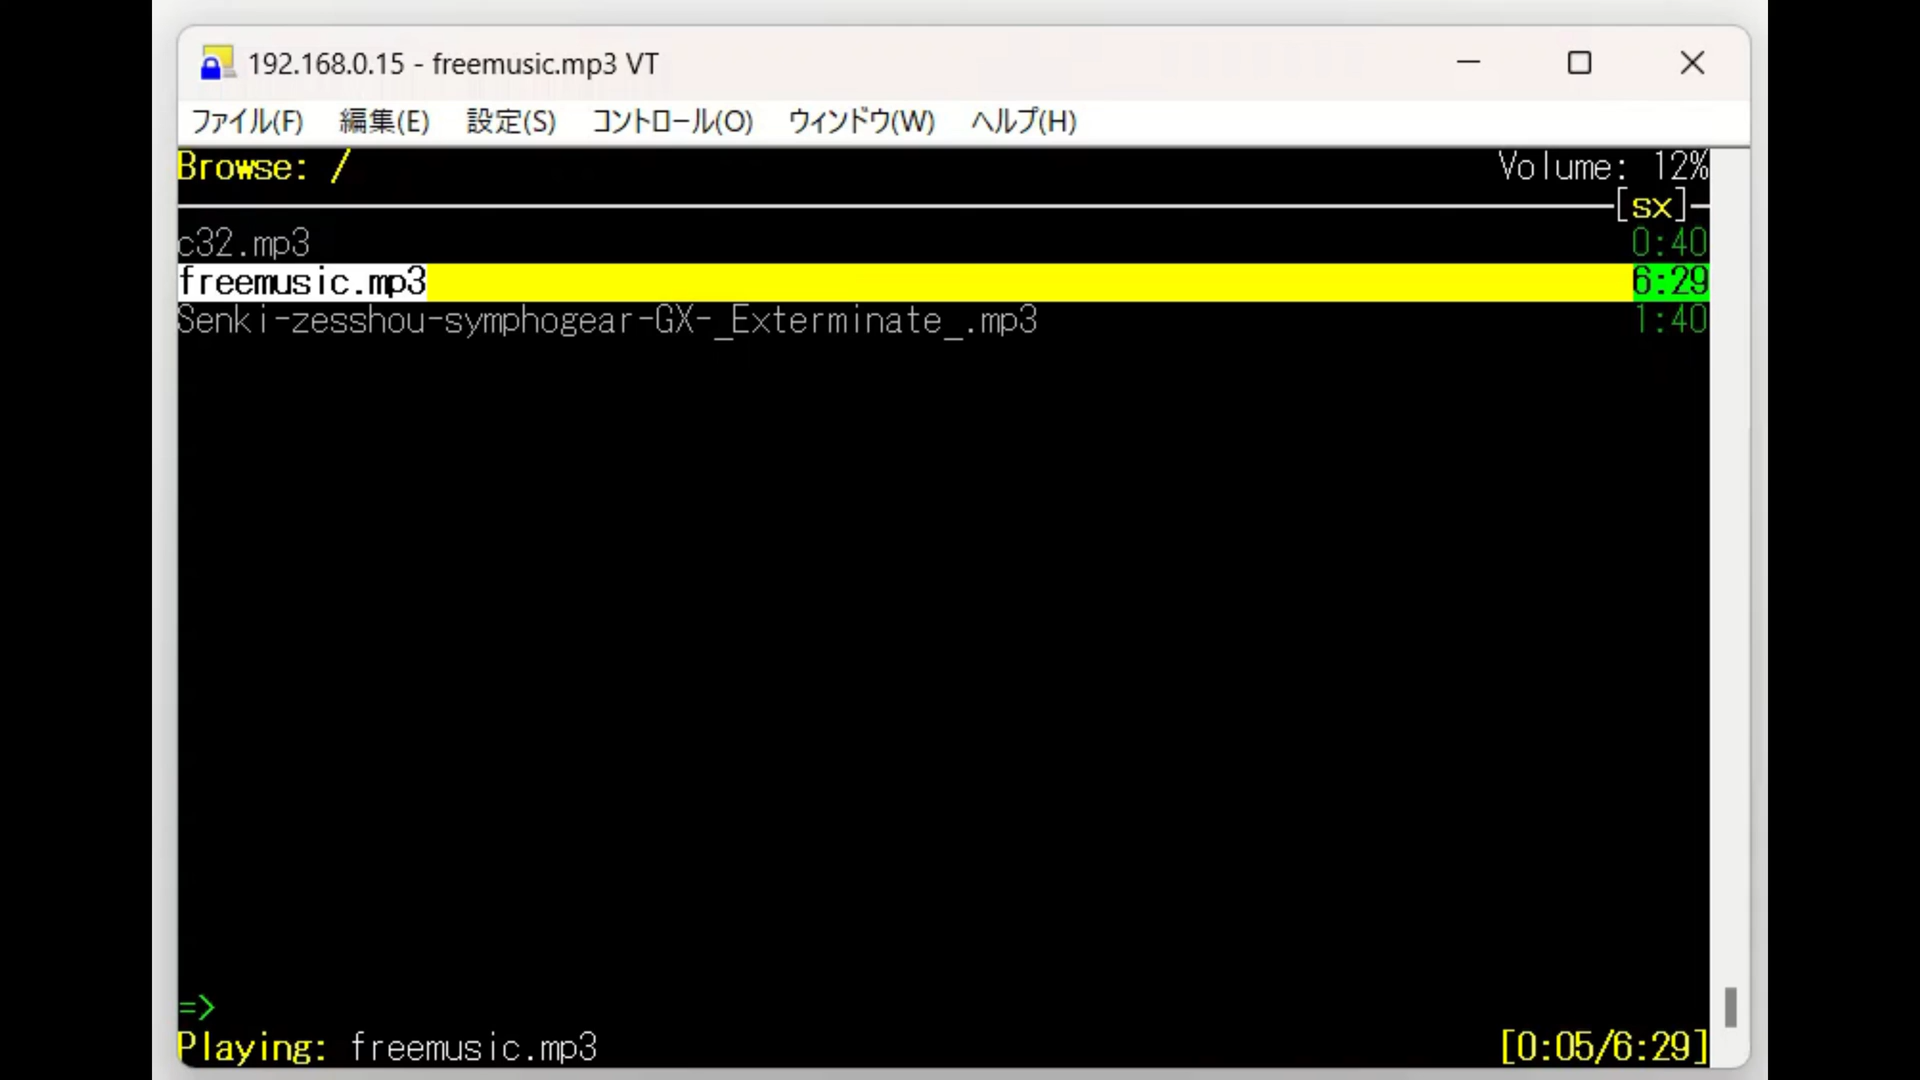 192.168.0.15 - freemusic.mp3 VT
ファイル(F) 編集(E) 設定(S) コントロール(O) ウィンドウ(W) ヘルプ(H)
Browse: / Volume: 12%
[sx]
c32.mp3 0:40
freemusic.mp3 6:29
Senki-zesshou-symphogear-GX-_Exterminate_.mp3 1:40
=>
Playing: freemusic.mp3 [0:05/6:29]